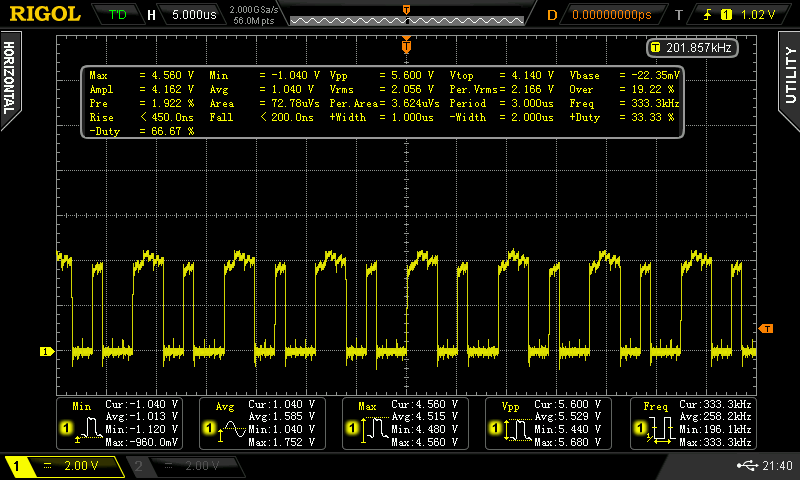 RIGOL T'D H 5.000us 2.000GSa/s 56.0M pts D 0.00000000ps T 1 1.02 V
T 201.857kHz
HORIZONTAL
UTILITY
Max = 4.560 V Min = -1.040 V Vpp = 5.600 V Vtop = 4.140 V Vbase = -22.35mV
Ampl = 4.162 V Avg = 1.040 V Vrms = 2.056 V Per.Vrms= 2.166 V Over = 19.22 %
Pre = 1.922 % Area = 72.78uVs Per.Area= 3.624uVs Period = 3.000us Freq = 333.3kHz
Rise < 450.0ns Fall < 200.0ns +Width = 1.000us -Width = 2.000us +Duty = 33.33 %
-Duty = 66.67 %
T
1
T
Min Cur:-1.040 V
Avg:-1.013 V
1 Min:-1.120 V
Max:-960.0mV
Avg Cur:1.040 V
Avg:1.585 V
1 Min:1.040 V
Max:1.752 V
Max Cur:4.560 V
Avg:4.515 V
1 Min:4.480 V
Max:4.560 V
Vpp Cur:5.600 V
Avg:5.529 V
1 Min:5.440 V
Max:5.680 V
Freq Cur:333.3kHz
Avg:258.2kHz
1 Min:196.1kHz
Max:333.3kHz
1 2.00 V 2 2.00 V 21:40